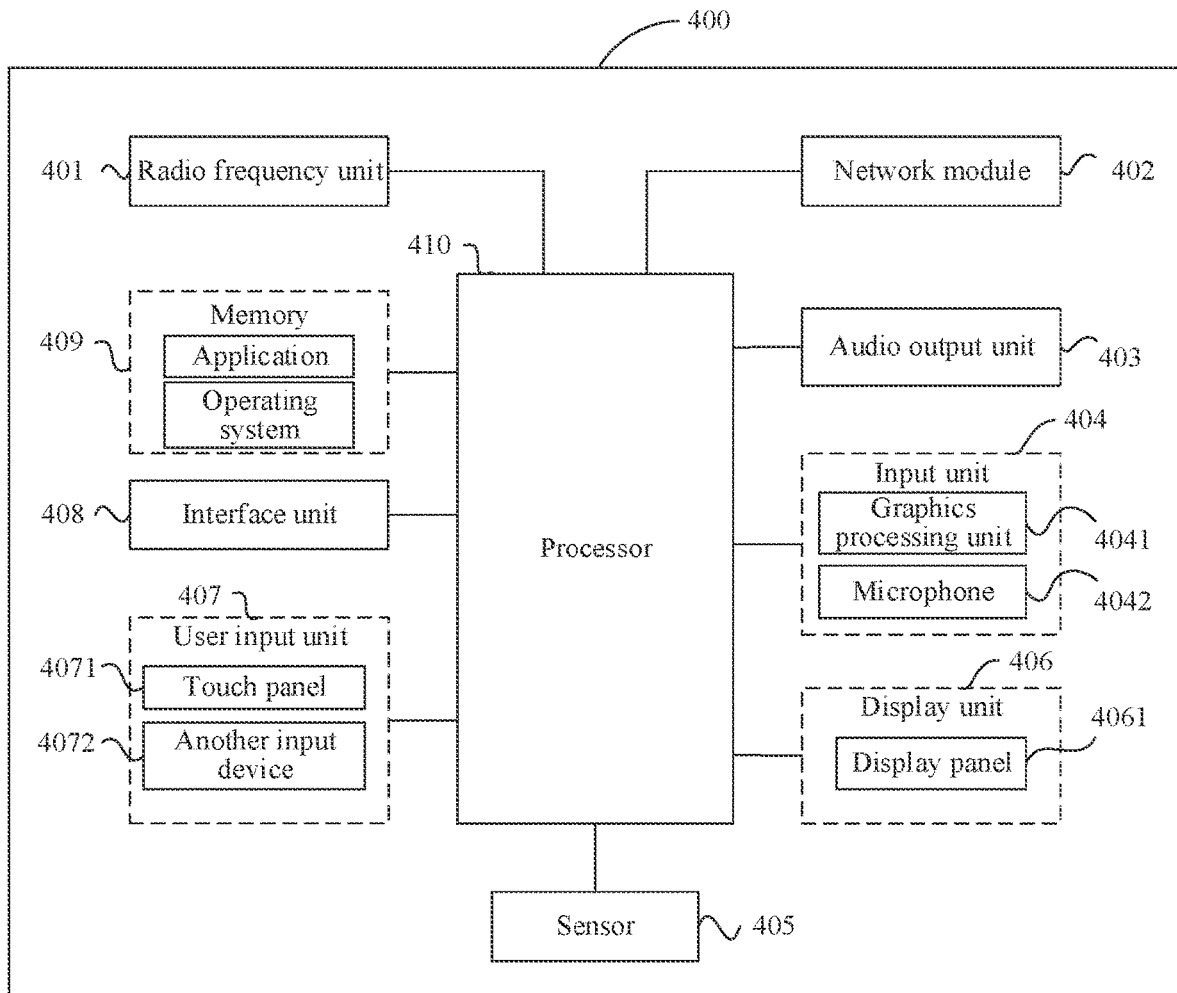 400
401
Radio frequency unit
Network module
402
410
409
Memory
Application
Operating
system
Audio output unit
403
404
Input unit
Graphics
processing unit
4041
Microphone
4042
408
Interface unit
Processor
407
User input unit
4071
Touch panel
4072
Another input
device
406
Display unit
4061
Display panel
Sensor
405